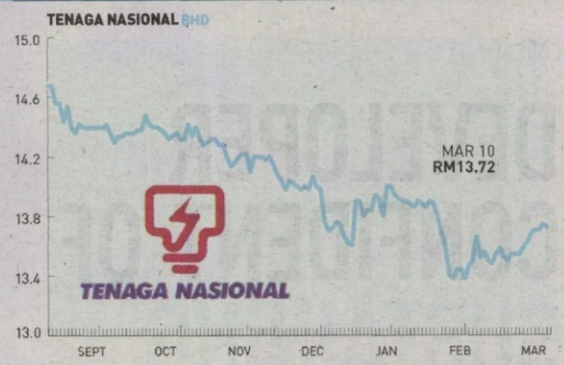 TENAGA NASIONAL BHD
15.0
14.6
14.2
13.8
13.4
13.0
MAR 10
RM13.72
TENAGA NASIONAL
SEPT OCT NOV DEC JAN FEB MAR